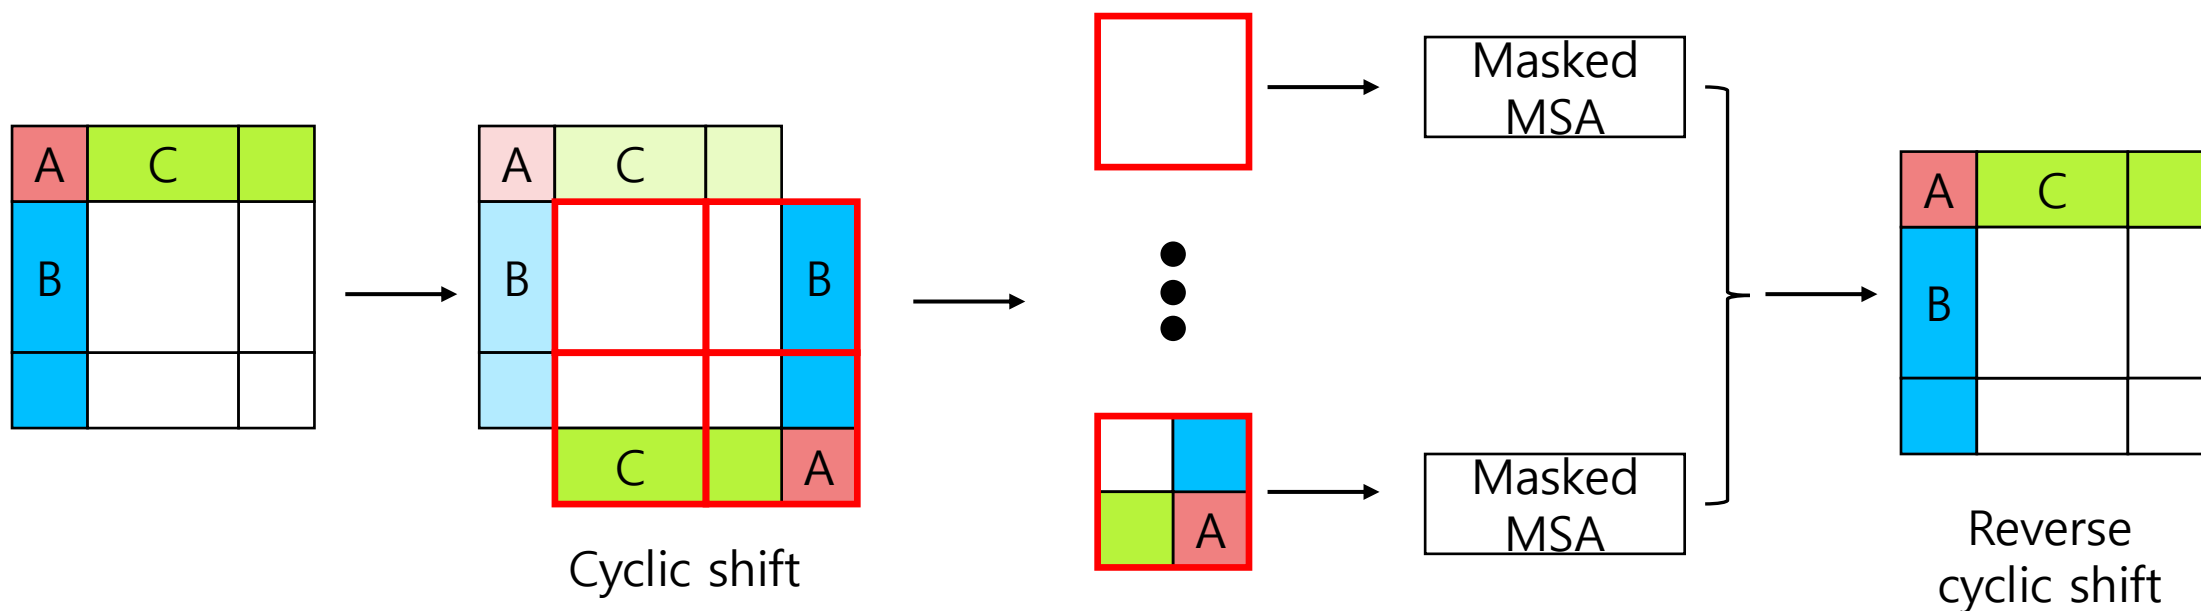 A C
B
A C
B B
C A
Cyclic shift
Masked
MSA
A
Masked
MSA
A C
B
Reverse
cyclic shift